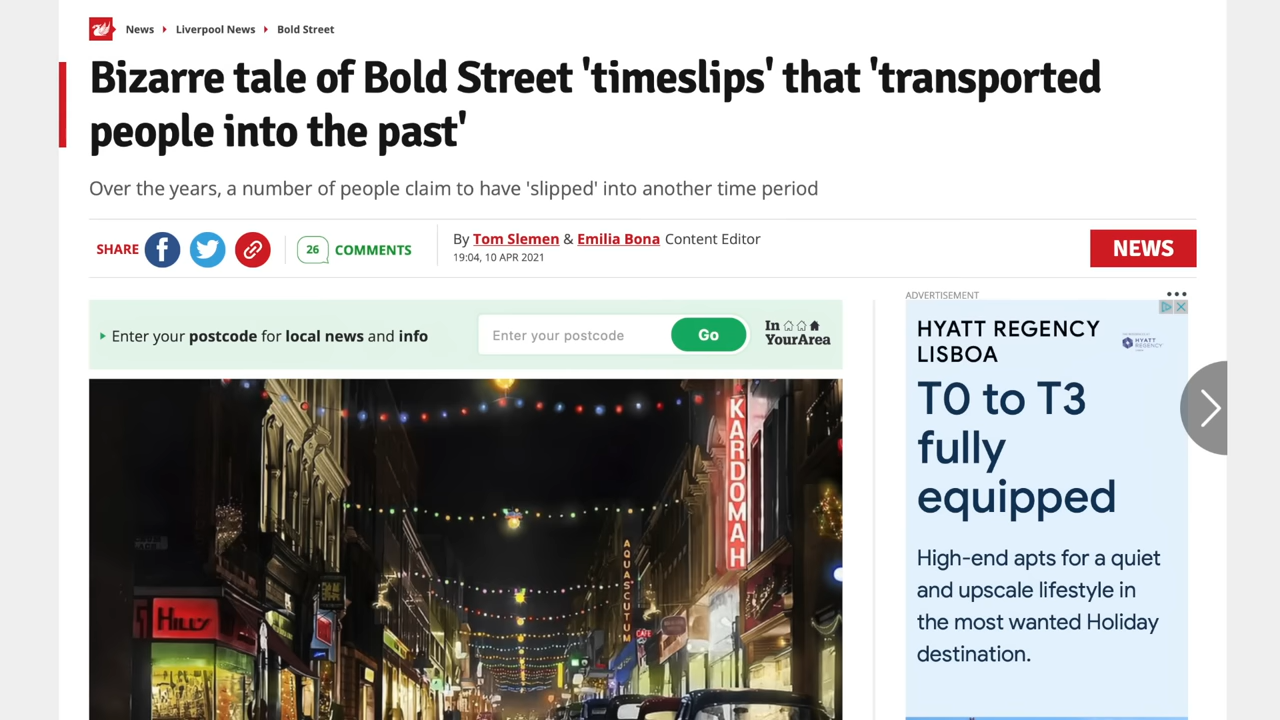 News Liverpool News Bold Street
Bizarre tale of Bold Street 'timeslips' that 'transported
people into the past'
Over the years, a number of people claim to have 'slipped' into another time period
SHARE
26 COMMENTS
By Tom Slemen & Emilia Bona Content Editor
19:04, 10 APR 2021
NEWS
Enter your postcode for local news and info
Enter your postcode
Go
In
YourArea
KARDOMAH
AQUASCUTUM
CAFE
HILL'S
ADVERTISEMENT
HYATT REGENCY
LISBOA
HYATT
REGENCY
T0 to T3
fully
equipped
High-end apts for a quiet
and upscale lifestyle in
the most wanted Holiday
destination.